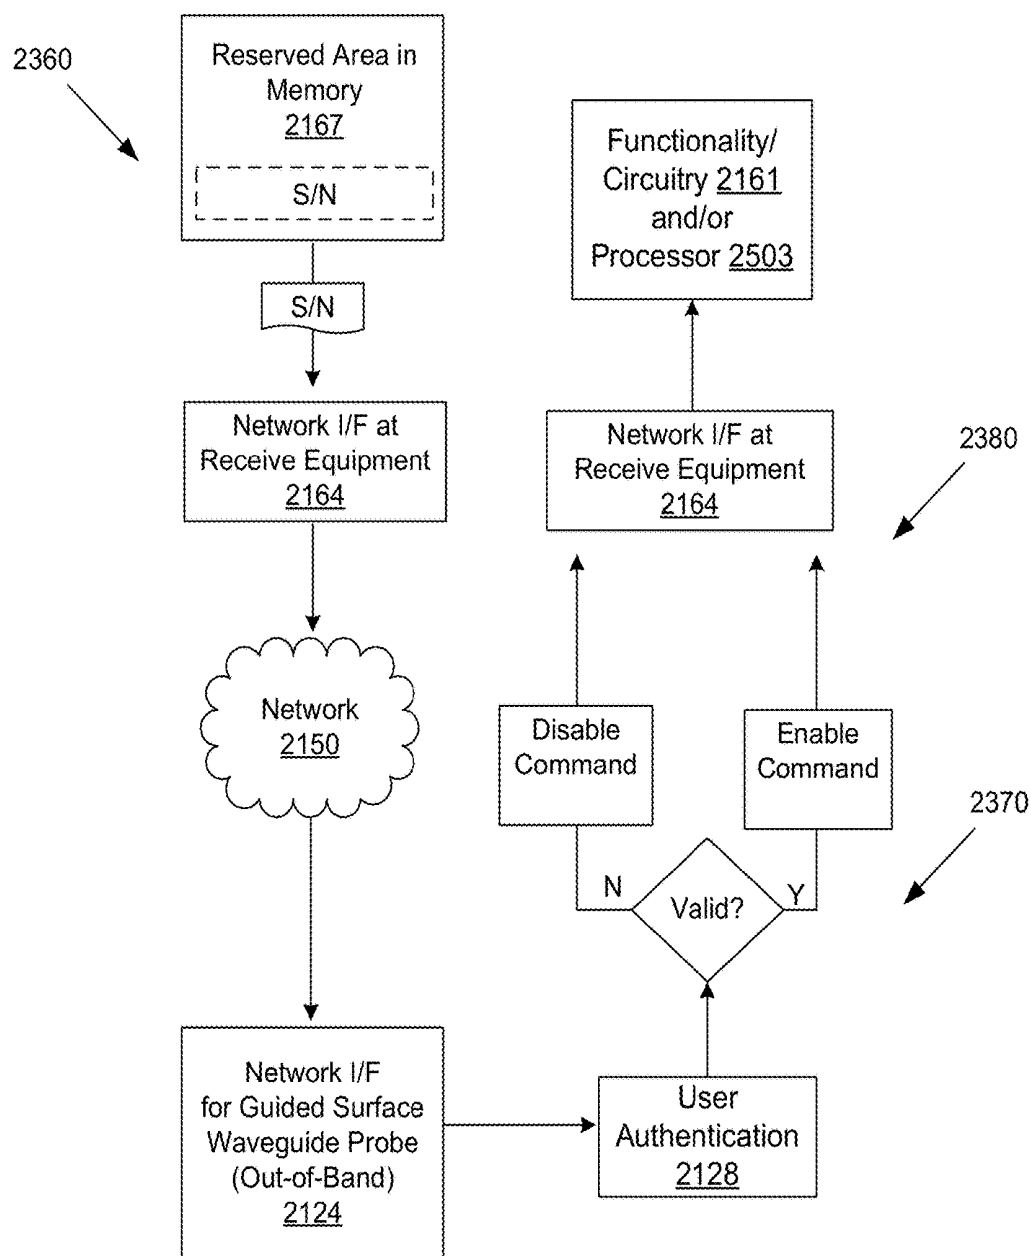 2360
Reserved Area in
Memory
2167
S/N
S/N
Network I/F at
Receive Equipment
2164
Network
2150
Network I/F
for Guided Surface
Waveguide Probe
(Out-of-Band)
2124
User
Authentication
2128
Valid?
N
Y
2370
Disable
Command
Enable
Command
2380
Network I/F at
Receive Equipment
2164
Functionality/
Circuitry 2161
and/or
Processor 2503